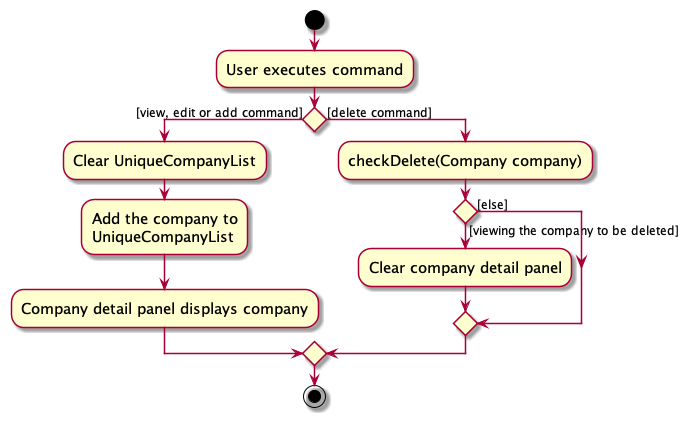 User executes command
[view, edit or add command]
[delete command]
Clear UniqueCompanyList
checkDelete(Company company)
Add the company to
UniqueCompanyList
[else]
[viewing the company to be deleted]
Clear company detail panel
Company detail panel displays company